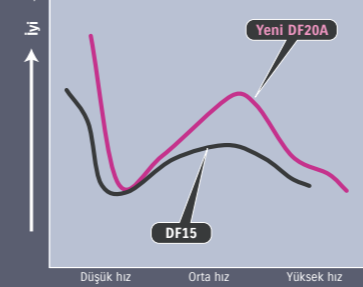 İyi
Yeni DF20A
DF15
Düşük hız
Orta hız
Yüksek hız